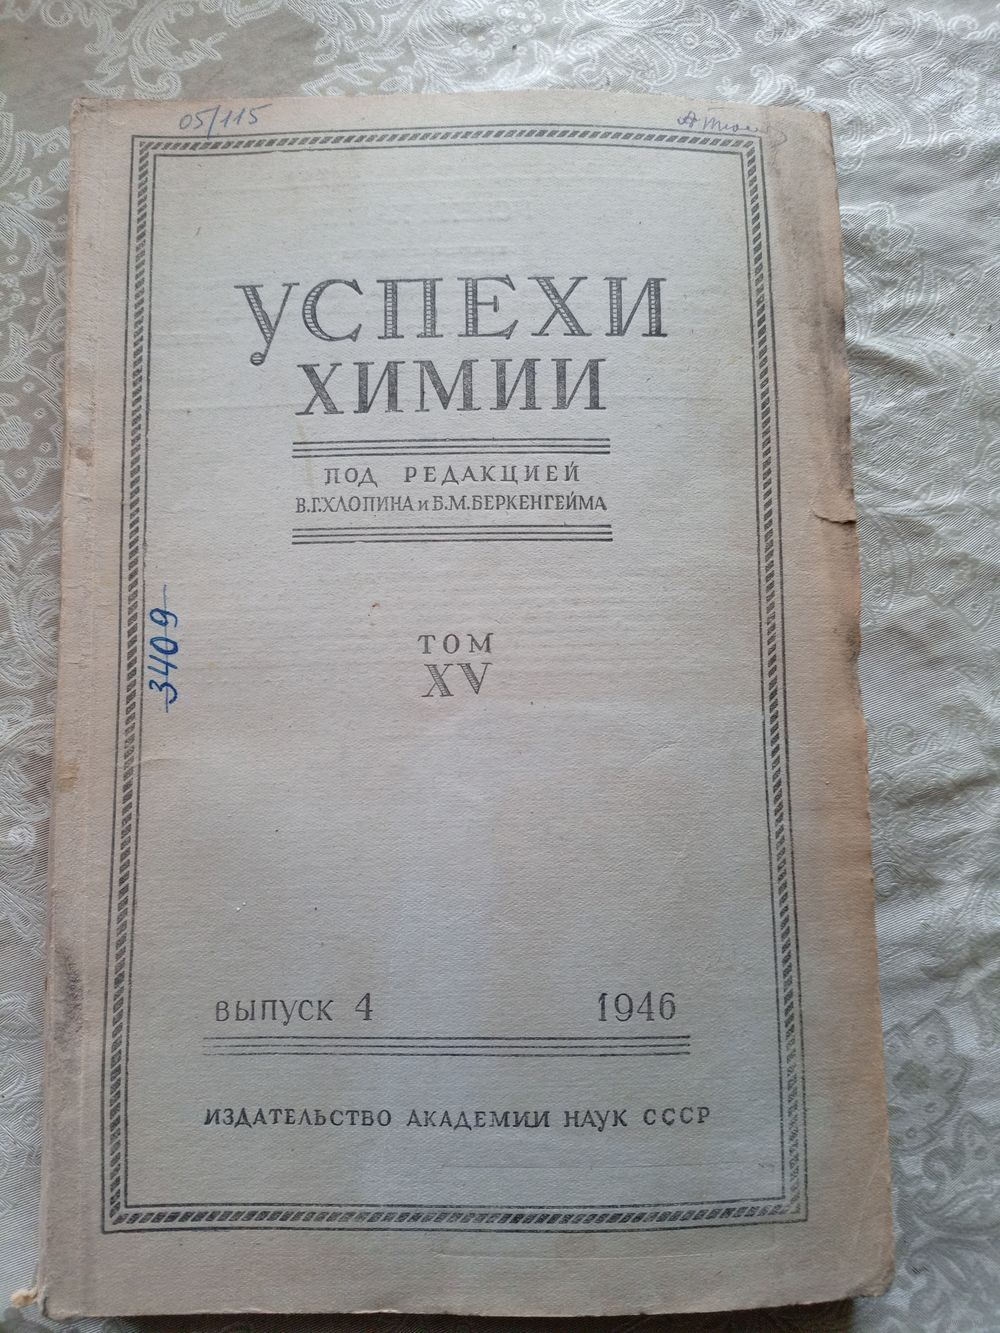 05/115
УСПЕХИ
ХИМИИ
ПОД РЕДАКЦИЕЙ
В.Г.ХЛОПИНА и Б.М.БЕРКЕНГЕЙМА
3409
ТОМ
XV
ВЫПУСК 4 1946
ИЗДАТЕЛЬСТВО АКАДЕМИИ НАУК СССР